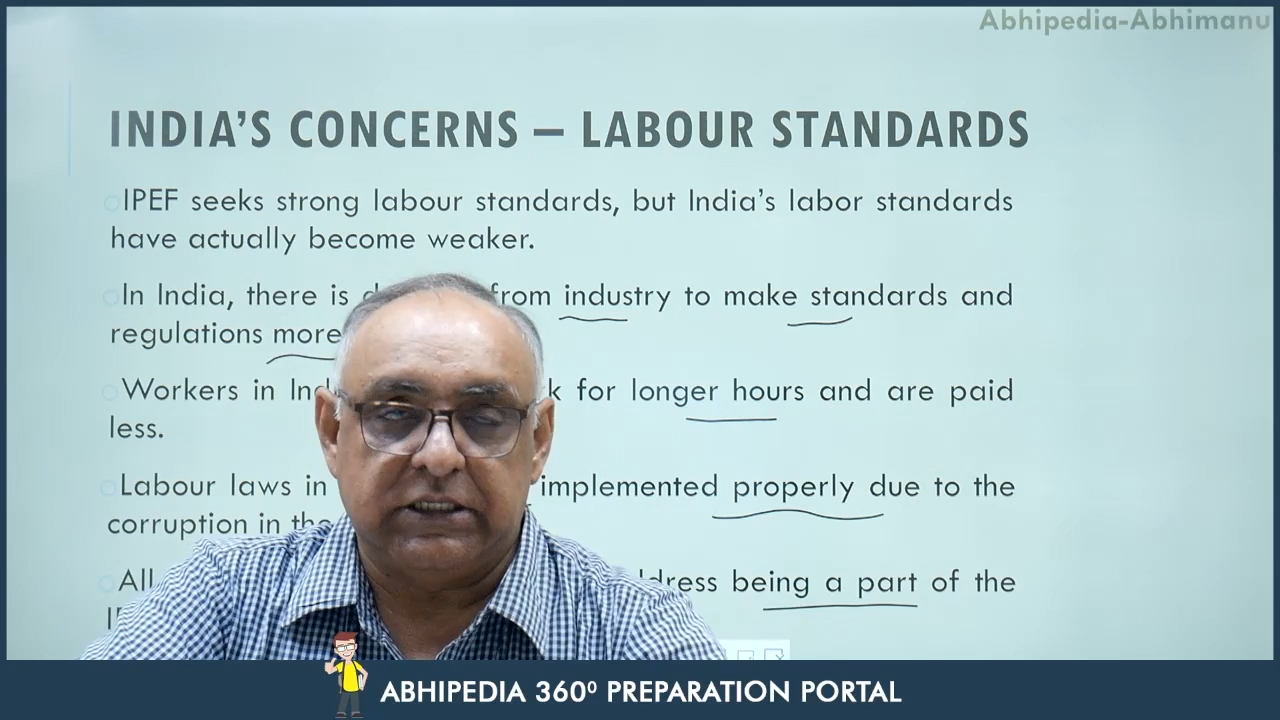 Abhipedia-Abhimanu
INDIA'S CONCERNS – LABOUR STANDARDS
IPEF seeks strong labour standards, but India's labor standards
have actually become weaker.
In India, there is from industry to make standards and
regulations more
Workers in for longer hours and are paid
less.
Labour laws in implemented properly due to the
corruption in
All being a part of the
ABHIPEDIA 360⁰ PREPARATION PORTAL